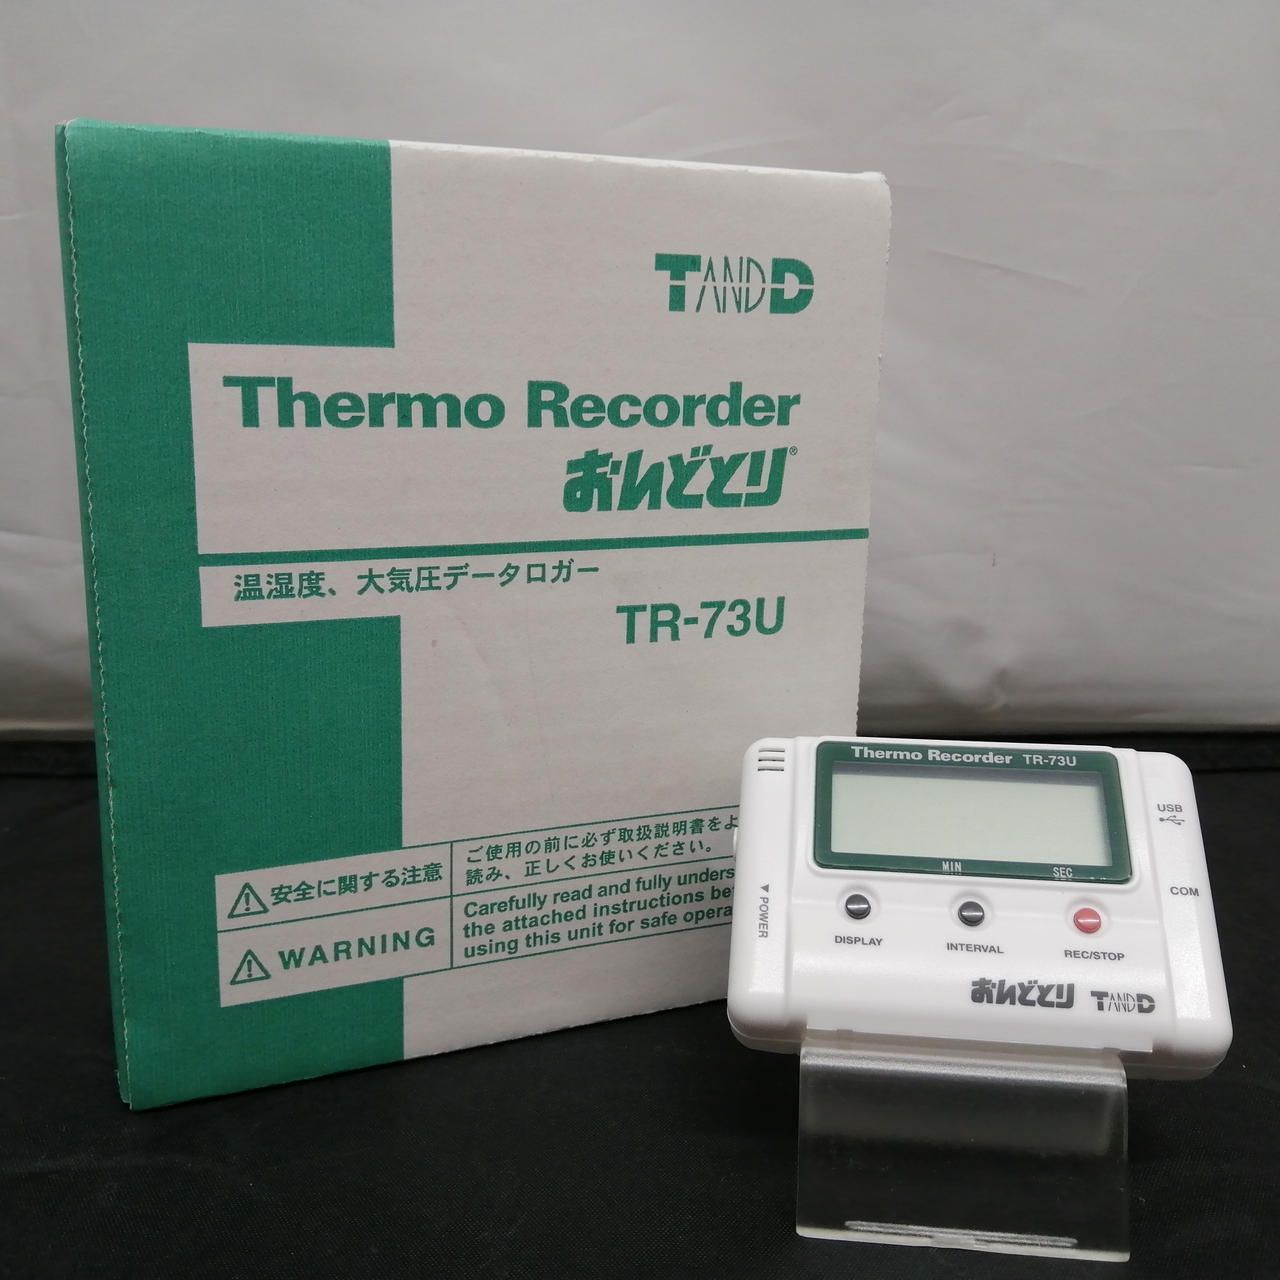 TANDD
Thermo Recorder
おんどとり®
温湿度、大気圧データロガー
TR-73U
安全に関する注意
ご使用の前に必ず取扱説明書をよ
読み、正しくお使いください。
WARNING
Carefully read and fully unders
the attached instructions be
using this unit for safe opera
Thermo Recorder TR-73U
MIN SEC
USB
COM
POWER
DISPLAY
INTERVAL
REC/STOP
おんどとり TANDD